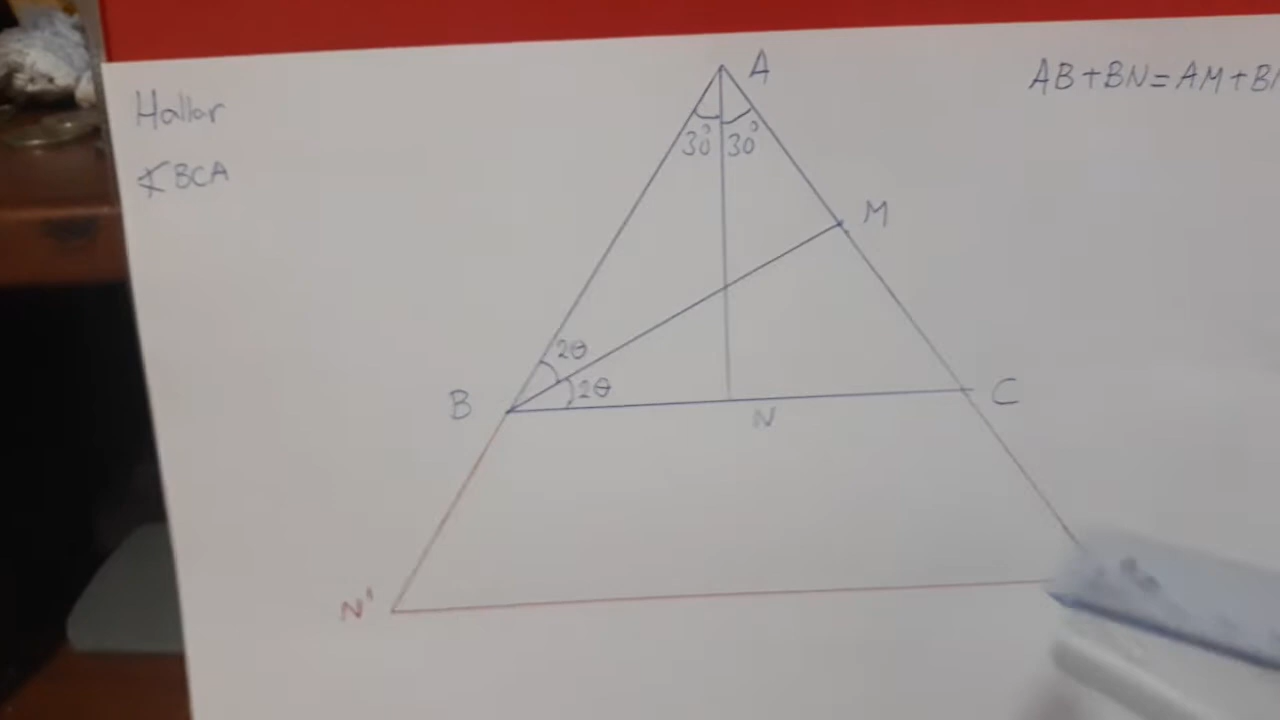 Hallar
∢BCA
A
AB+BN=AM+B
30° 30°
M
2θ
2θ
B
C
N
N'